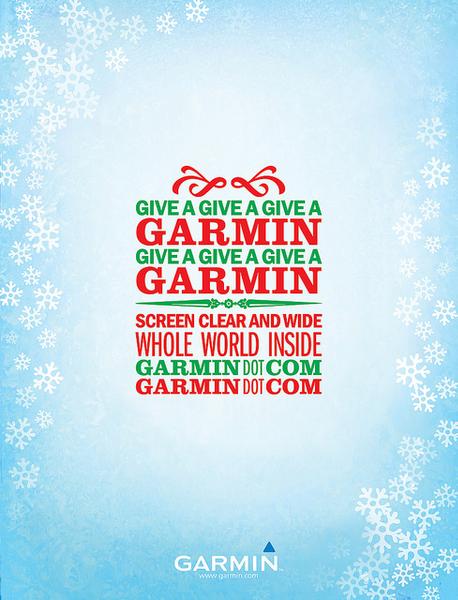 GIVE A GIVE A GIVE A
GARMIN
GIVE A GIVE A GIVE A
GARMIN
SCREEN CLEAR AND WIDE
WHOLE WORLD INSIDE
GARMIN DOT COM
GARMIN DOT COM
GARMIN™
www.garmin.com